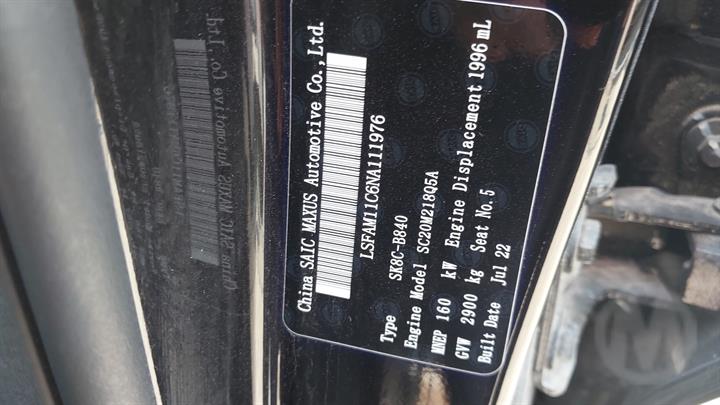 China SAIC MAXUS Automotive Co.,Ltd.
LSFAM11C6NA111976
Type SK8C-B840
Engine Model SC20M218Q5A
MNEP 160 kW Engine Displacement 1996 mL
GVW 2900 kg Seat No.5
Built Date Jul 22